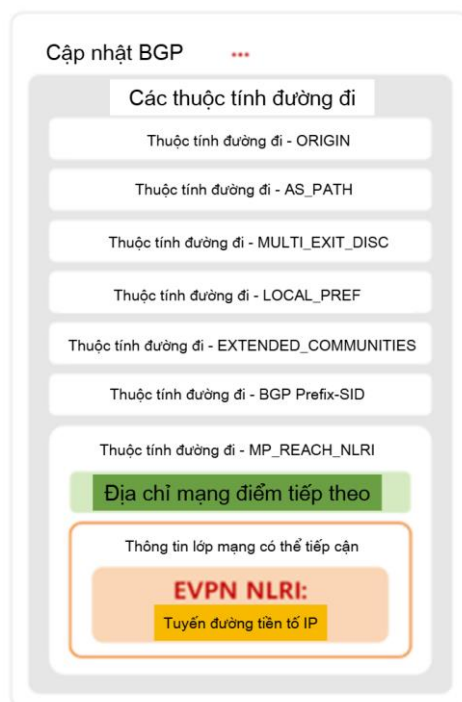 Cập nhật BGP ...
Các thuộc tính đường đi
Thuộc tính đường đi - ORIGIN
Thuộc tính đường đi - AS_PATH
Thuộc tính đường đi - MULTI_EXIT_DISC
Thuộc tính đường đi - LOCAL_PREF
Thuộc tính đường đi - EXTENDED_COMMUNITIES
Thuộc tính đường đi - BGP Prefix-SID
Thuộc tính đường đi - MP_REACH_NLRI
Địa chỉ mạng điểm tiếp theo
Thông tin lớp mạng có thể tiếp cận
EVPN NLRI:
Tuyến đường tiền tố IP